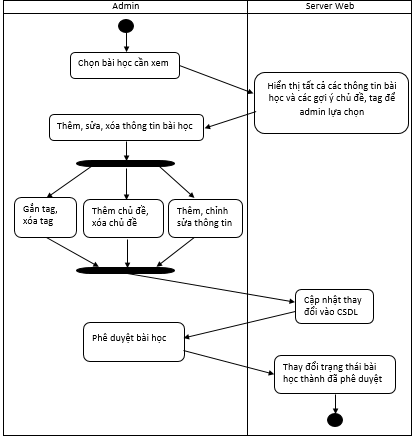 Admin
Server Web
Chọn bài học cần xem
Hiển thị tất cả các thông tin bài
học và các gợi ý chủ đề, tag để
admin lựa chọn
Thêm, sửa, xóa thông tin bài học
Gắn tag,
xóa tag
Thêm chủ đề,
xóa chủ đề
Thêm, chỉnh
sửa thông tin
Cập nhật thay
đổi vào CSDL
Phê duyệt bài học
Thay đổi trạng thái bài
học thành đã phê duyệt